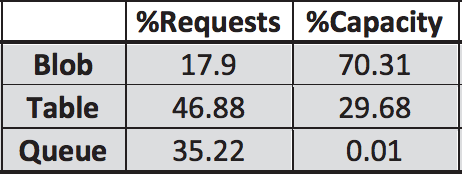 %Requests %Capacity
Blob 17.9 70.31
Table 46.88 29.68
Queue 35.22 0.01